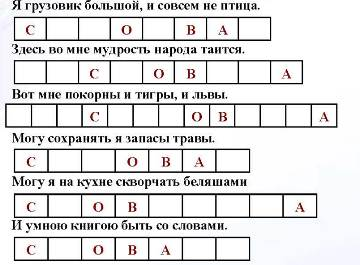 Я грузовик большой, и совсем не птица.
С О В А
Здесь во мне мудрость народа таится.
С О В А
Вот мне покорны и тигры, и львы.
С О В А
Могу сохранять я запасы травы.
С О В А
Могу я на кухне скворчать беляшами
С О В А
И умною книгою быть со словами.
С О В А